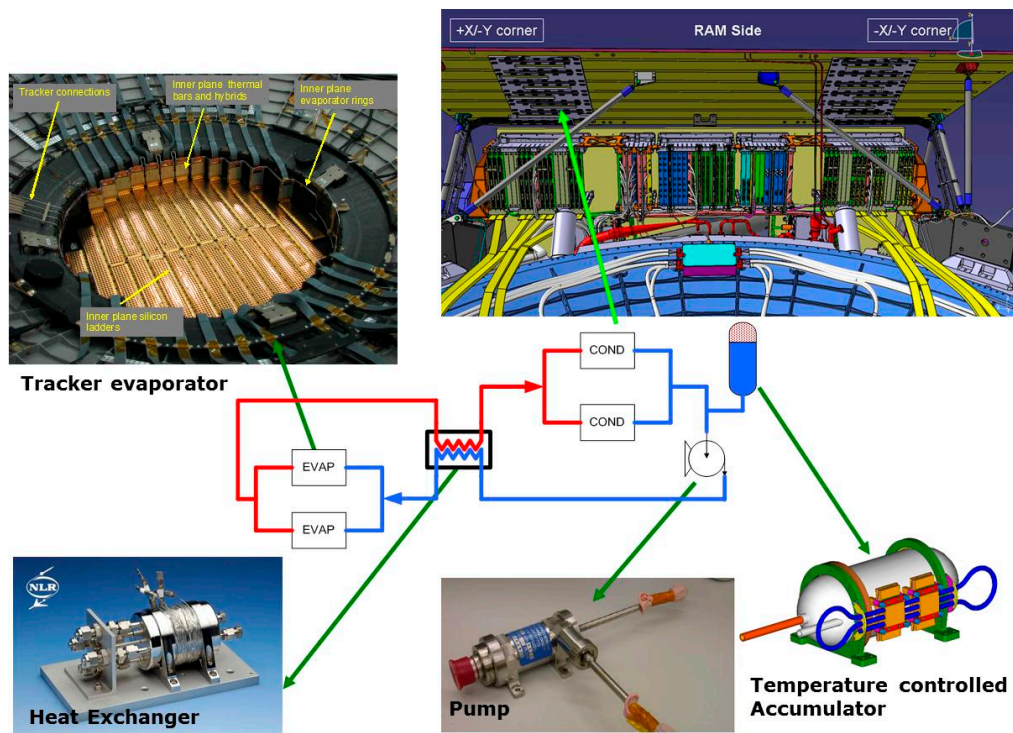 +X/-Y corner
RAM Side
-X/-Y corner
Tracker connections
Inner plane thermal
bars and hybrids
Inner plane
evaporator rings
Inner plane silicon
ladders
Tracker evaporator
COND
COND
EVAP
EVAP
NLR
Heat Exchanger
Pump
Temperature controlled
Accumulator